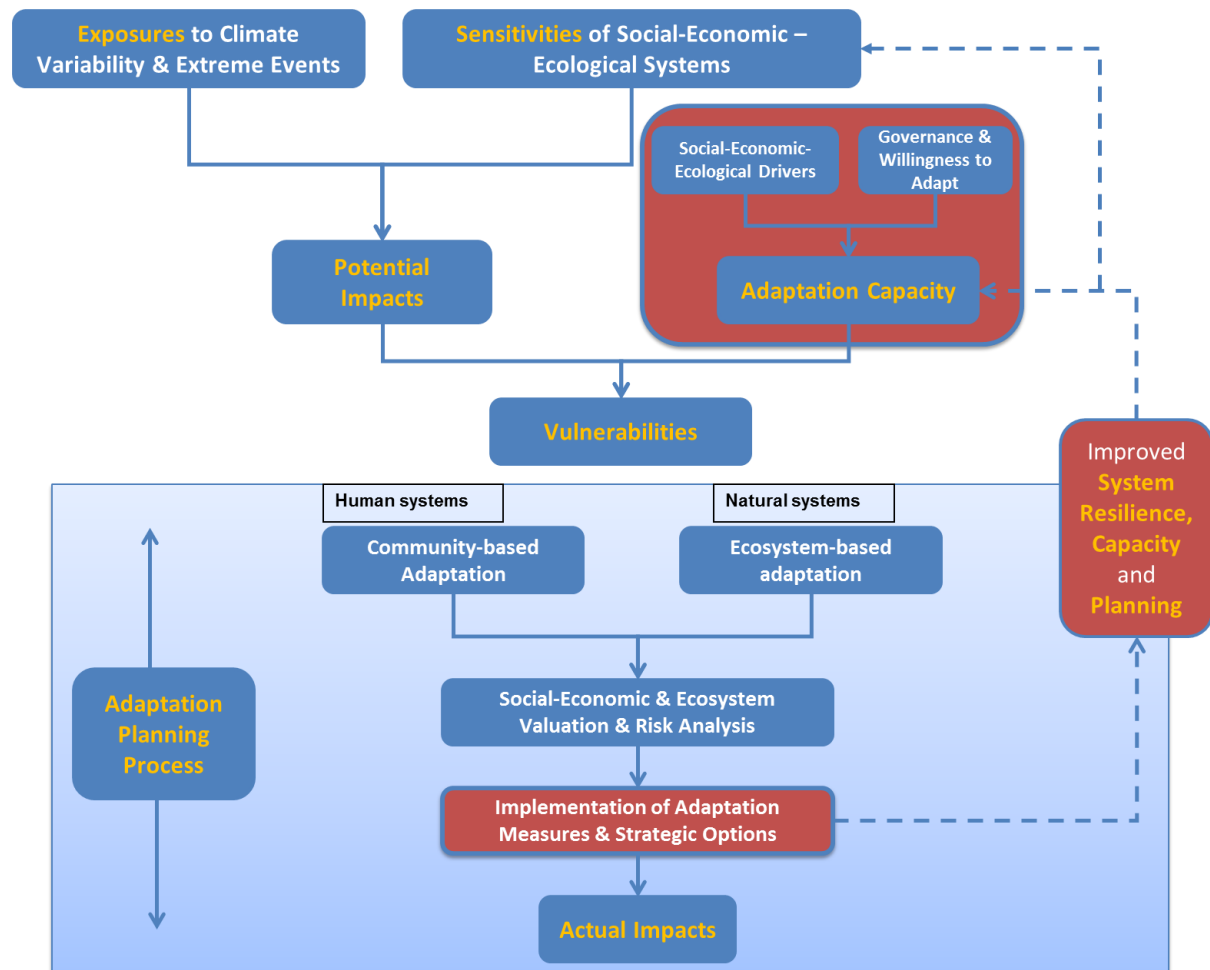 Exposures to Climate
Variability & Extreme Events
Sensitivities of Social-Economic –
Ecological Systems
Social-Economic-
Ecological Drivers
Governance &
Willingness to
Adapt
Potential
Impacts
Adaptation Capacity
Vulnerabilities
Improved
System
Resilience,
Capacity
and
Planning
Human systems
Natural systems
Community-based
Adaptation
Ecosystem-based
adaptation
Adaptation
Planning
Process
Social-Economic & Ecosystem
Valuation & Risk Analysis
Implementation of Adaptation
Measures & Strategic Options
Actual Impacts